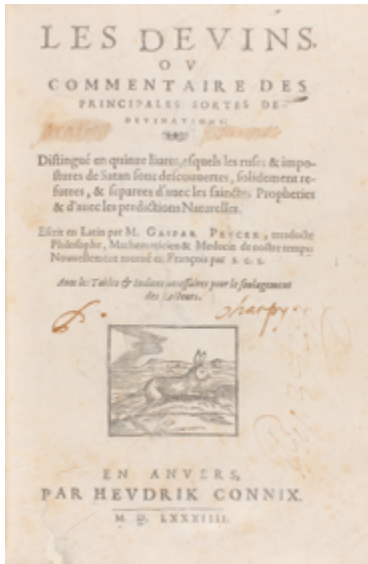 LES DEVINS,
OV
COMMENTAIRE DES
PRINCIPALES SORTES DE
DEVINATIONS:
Distingué en quinze liures, esquels les ruses & impo-
stures de Satan sont descouuertes, solidement re-
futees, & separees d'auec les sainctes Propheties
& d'auec les predictions Naturelles.
Escrit en Latin par M. GASPAR PEVCER, tresdocte
Philosophe, Mathematicien & Medecin de nostre temps:
Nouuellement tourné en François par S. G. S.
Auec les Tables & Indices necessaires pour le soulagement
des Lecteurs.
EN ANVERS,
PAR HEVDRIK CONNIX.
M. D. LXXXIIII.